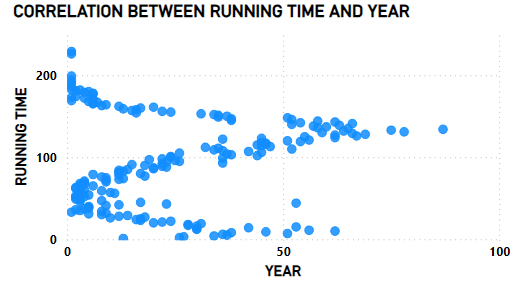 CORRELATION BETWEEN RUNNING TIME AND YEAR
200
100
0
RUNNING TIME
0 50 100
YEAR